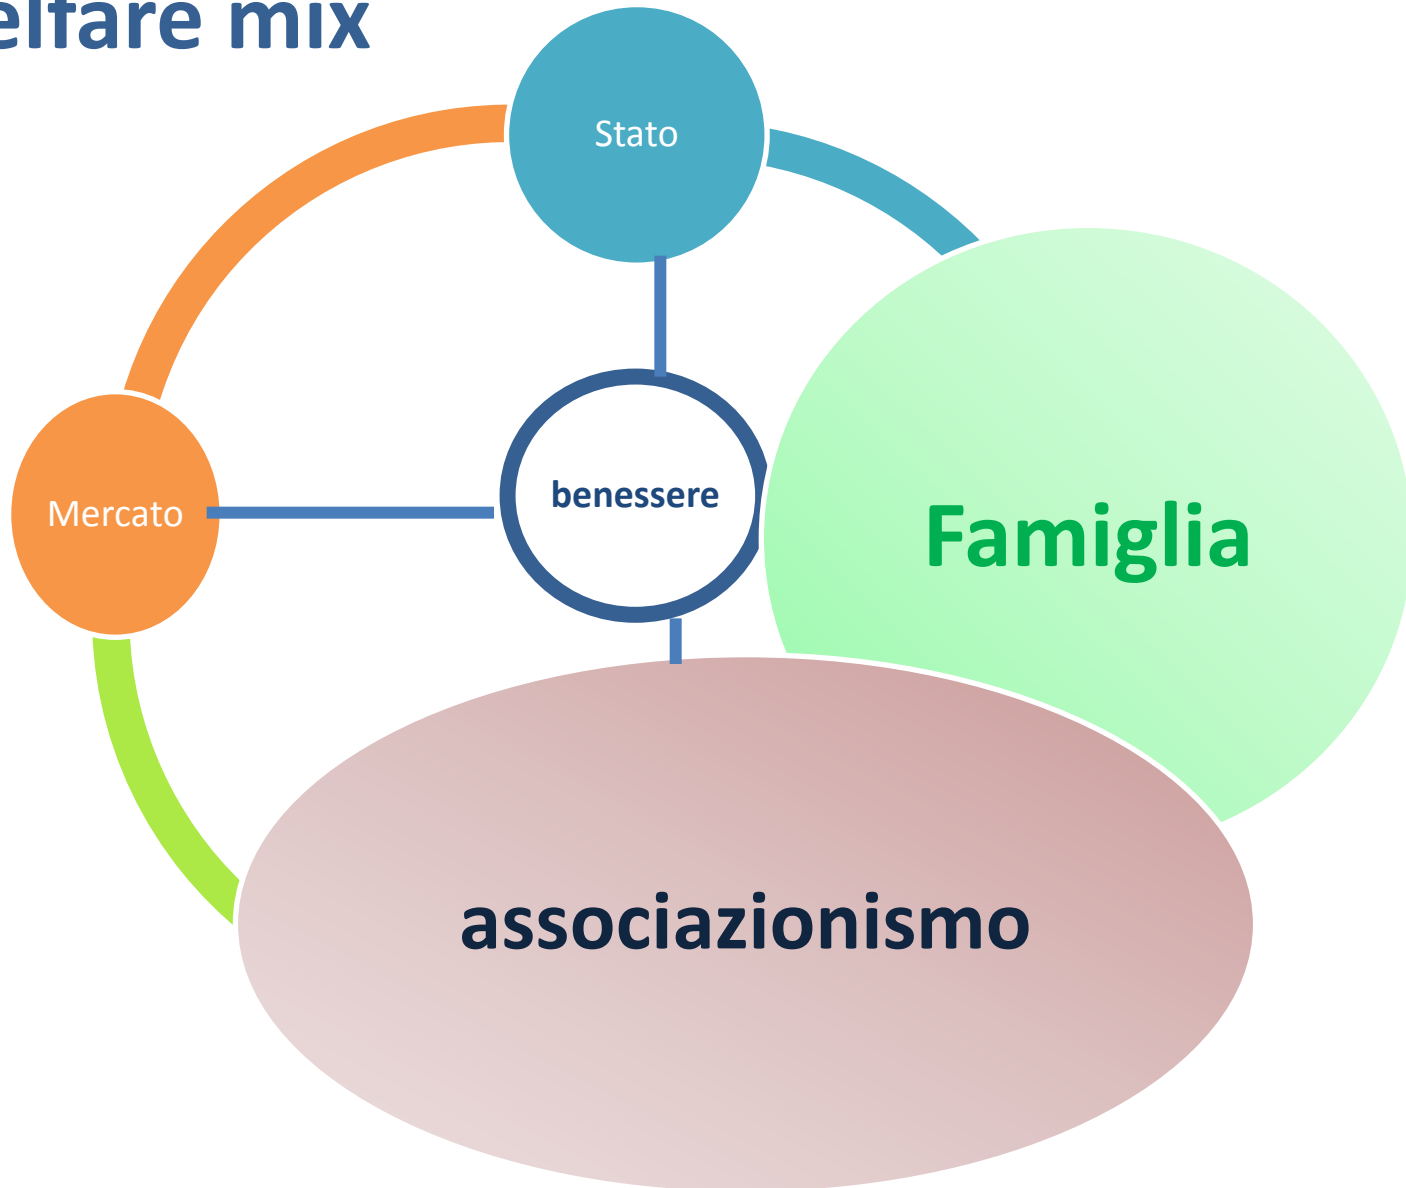 elfare mix
Stato
benessere
Mercato
Famiglia
associazionismo